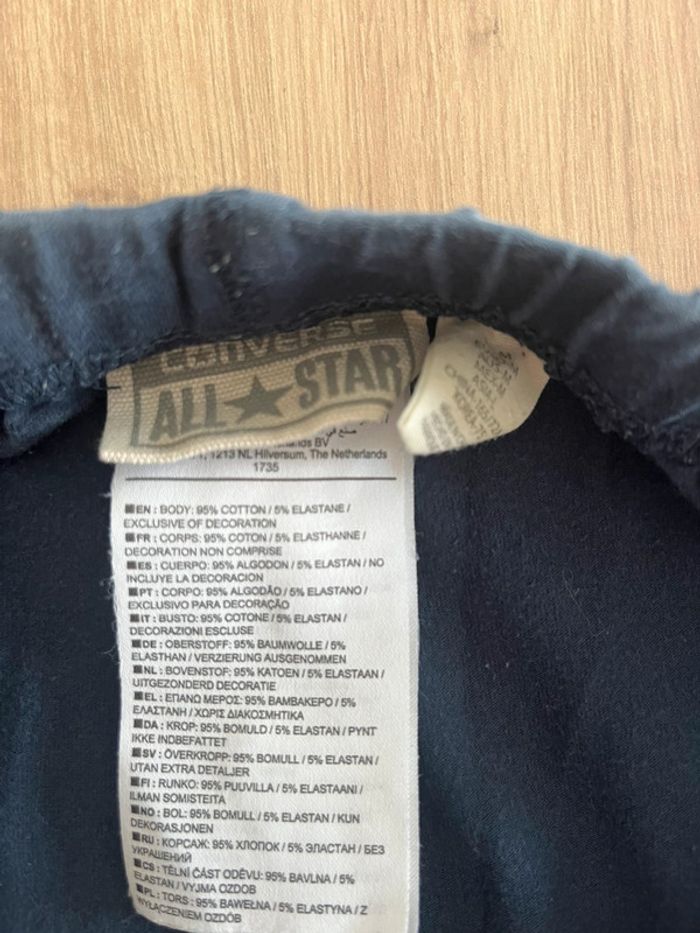 CONVERSE
ALL ★ STAR
BV
1213 NL Hilversum, The Netherlands
1735
EN : BODY: 95% COTTON / 5% ELASTANE /
EXCLUSIVE OF DECORATION
FR : CORPS: 95% COTON / 5% ELASTHANNE /
DECORATION NON COMPRISE
ES : CUERPO: 95% ALGODON / 5% ELASTAN / NO
INCLUYE LA DECORACION
PT : CORPO: 95% ALGODÃO / 5% ELASTANO /
EXCLUSIVO PARA DECORAÇÃO
IT : BUSTO: 95% COTONE / 5% ELASTAN /
DECORAZIONI ESCLUSE
DE : OBERSTOFF: 95% BAUMWOLLE / 5%
ELASTHAN / VERZIERUNG AUSGENOMMEN
NL : BOVENSTOF: 95% KATOEN / 5% ELASTAAN /
UITGEZONDERD DECORATIE
EL : ΕΠΑΝΩ ΜΕΡΟΣ: 95% ΒΑΜΒΑΚΕΡΟ / 5%
ΕΛΑΣΤΑΝΗ / ΧΩΡΙΣ ΔΙΑΚΟΣΜΗΤΙΚΑ
DA : KROP: 95% BOMULD / 5% ELASTAN / PYNT
IKKE INDBEFATTET
SV : ÖVERKROPP: 95% BOMULL / 5% ELASTAN /
UTAN EXTRA DETALJER
FI : RUNKO: 95% PUUVILLA / 5% ELASTAANI /
ILMAN SOMISTEITA
NO : BOL: 95% BOMULL / 5% ELASTAN / KUN
DEKORASJONEN
RU : КОРСАЖ: 95% ХЛОПОК / 5% ЭЛАСТАН / БЕЗ
УКРАШЕНИЙ
CS : TĚLNÍ ČÁST ODĚVU: 95% BAVLNA / 5%
ELASTAN / VYJMA OZDOB
PL : TORS : 95% BAWEŁNA / 5% ELASTYNA / Z
WYŁĄCZENIEM OZDÓB